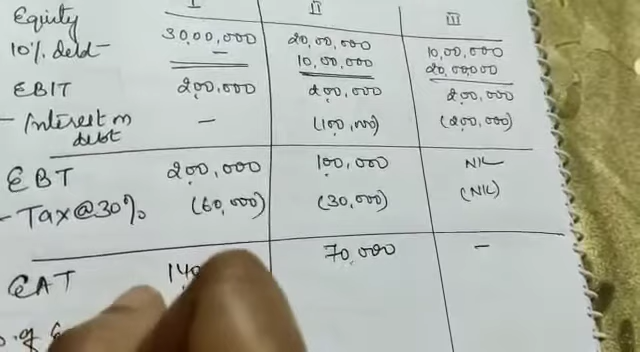 I II III
Equity 30,00,000 20,00,000 10,00,000
10% debt – 10,00,000 20,00,000
EBIT 200,000 200,000 200,000
- Interest on – (100,000) (200,000)
debt
EBT 200,000 100,000 NIL
- Tax@30% (60,000) (30,000) (NIL)
EAT 140 70,000 –
of